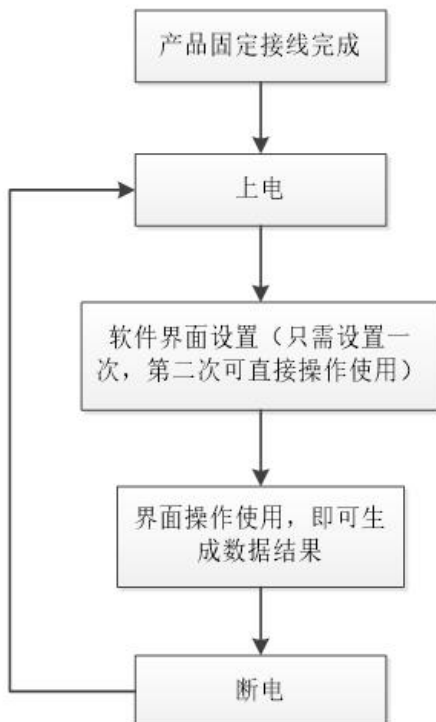 产品固定接线完成
上电
软件界面设置（只需设置一
次，第二次可直接操作使用）
界面操作使用，即可生
成数据结果
断电